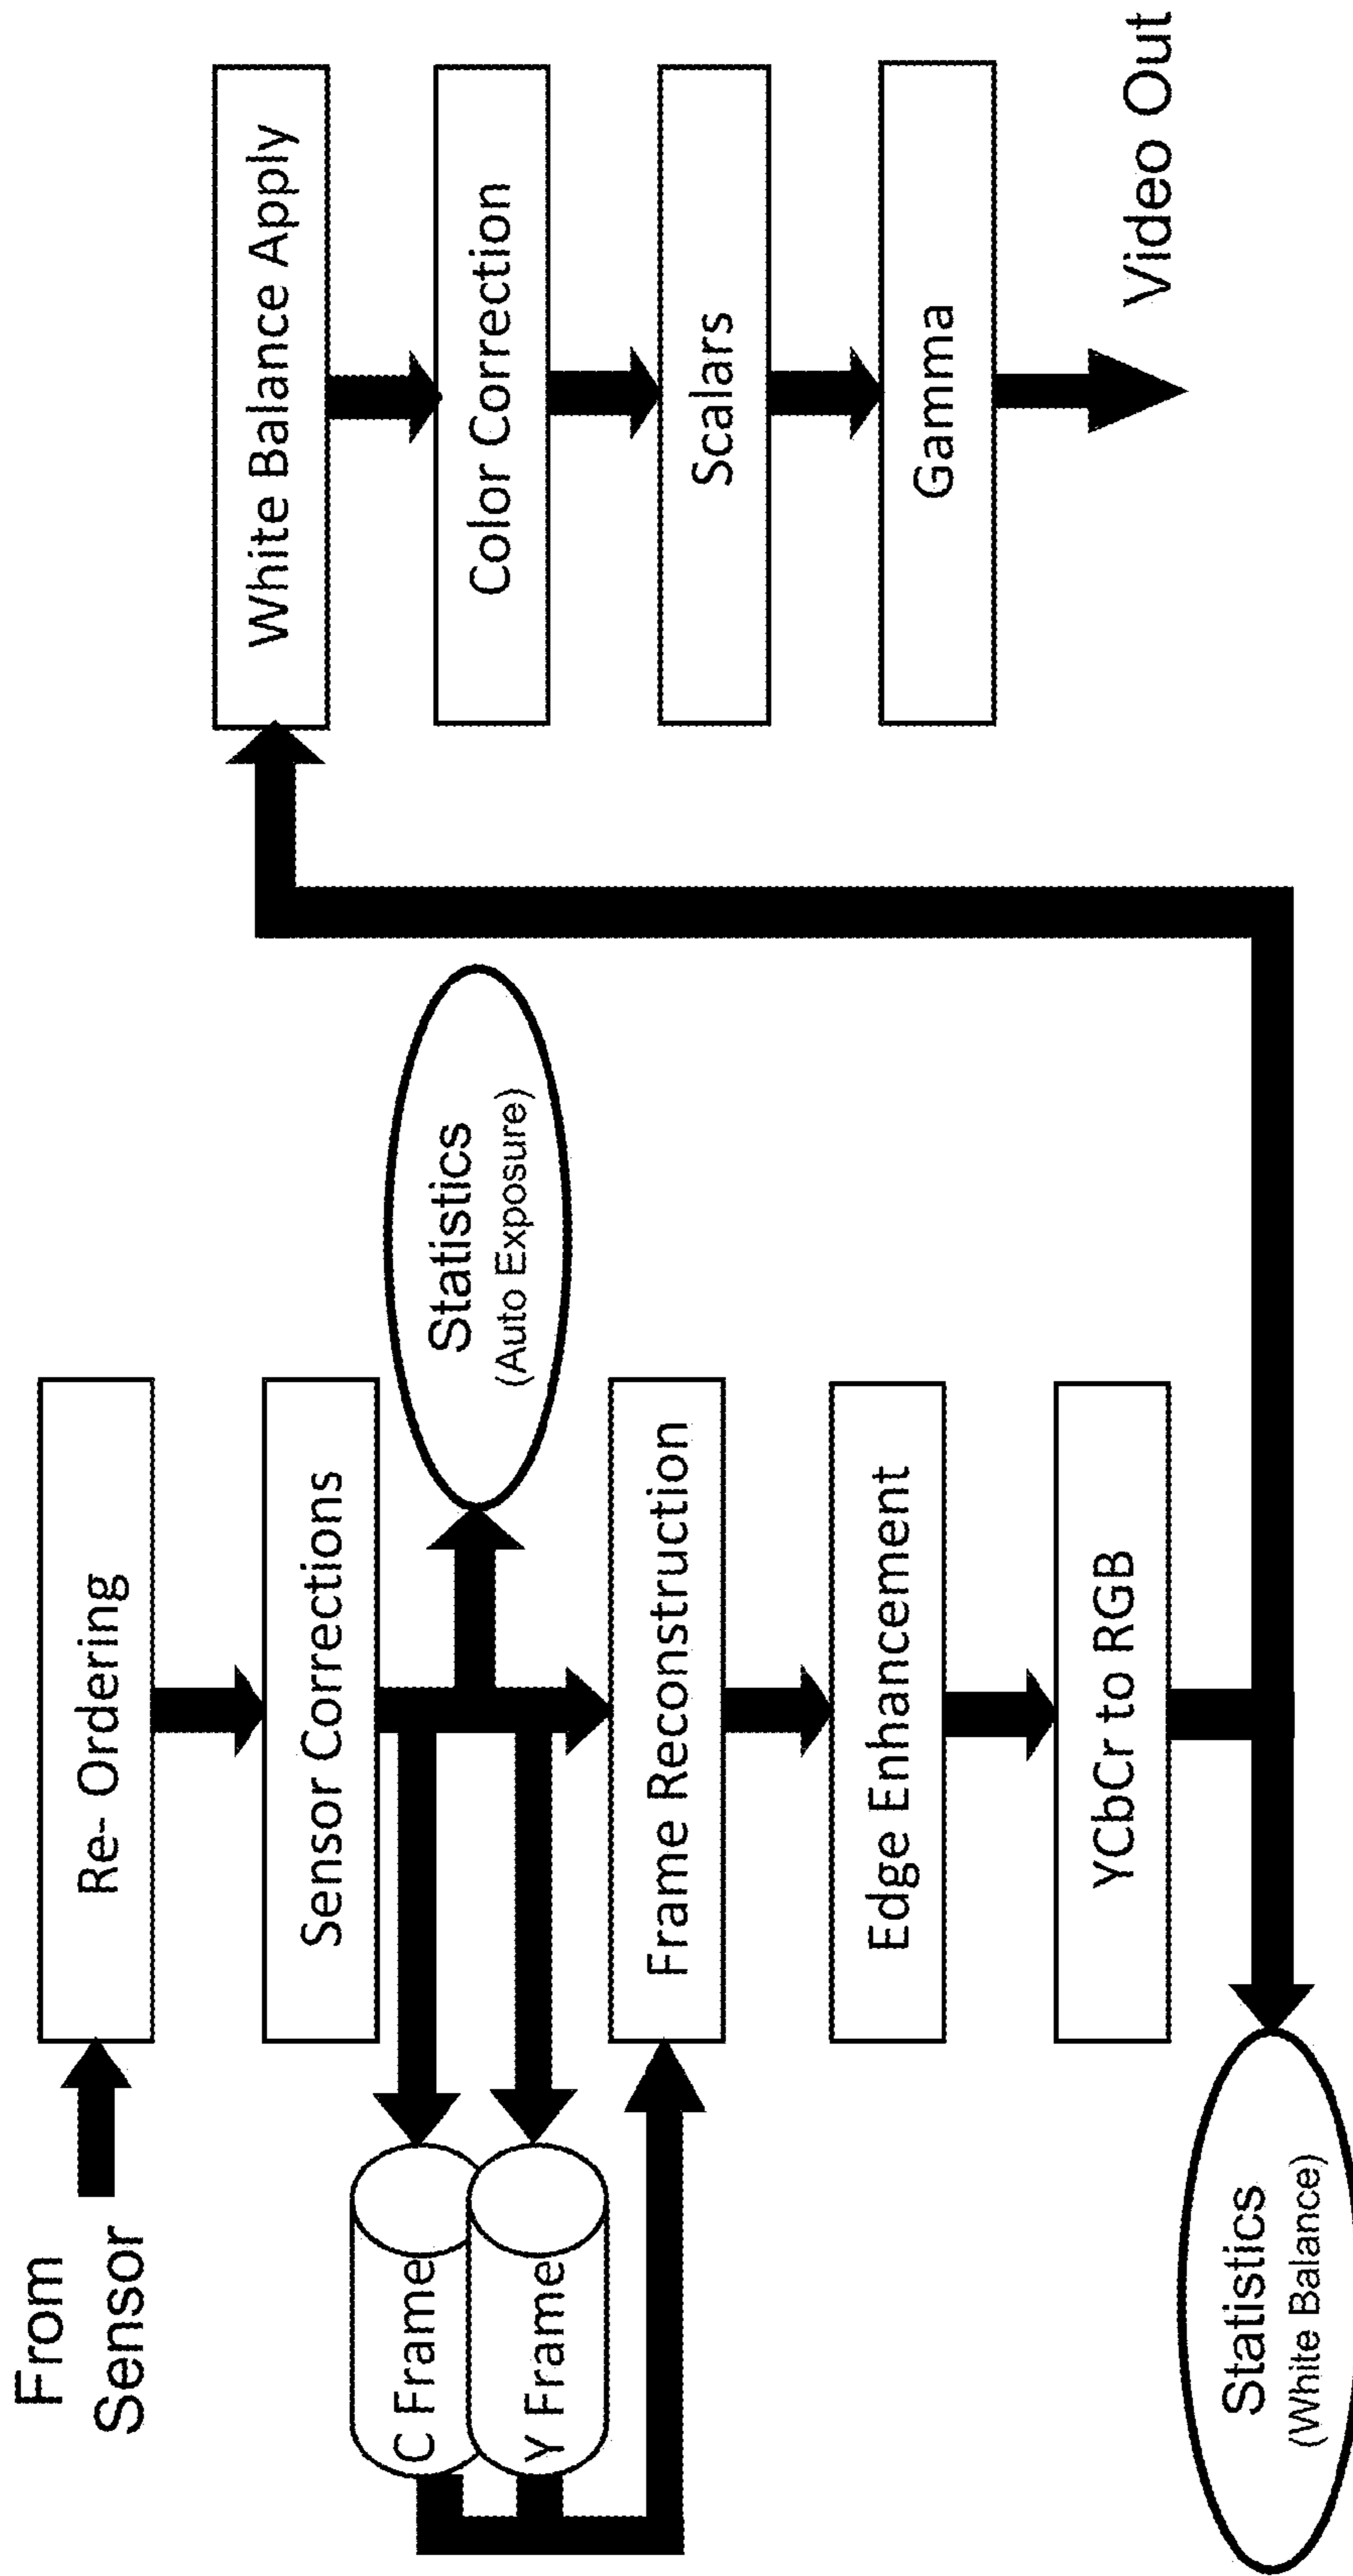 From
Sensor
Re- Ordering
Sensor Corrections
Statistics
(Auto Exposure)
C Frame
Y Frame
Frame Reconstruction
Edge Enhancement
YCbCr to RGB
Statistics
(White Balance)
White Balance Apply
Color Correction
Scalars
Gamma
Video Out